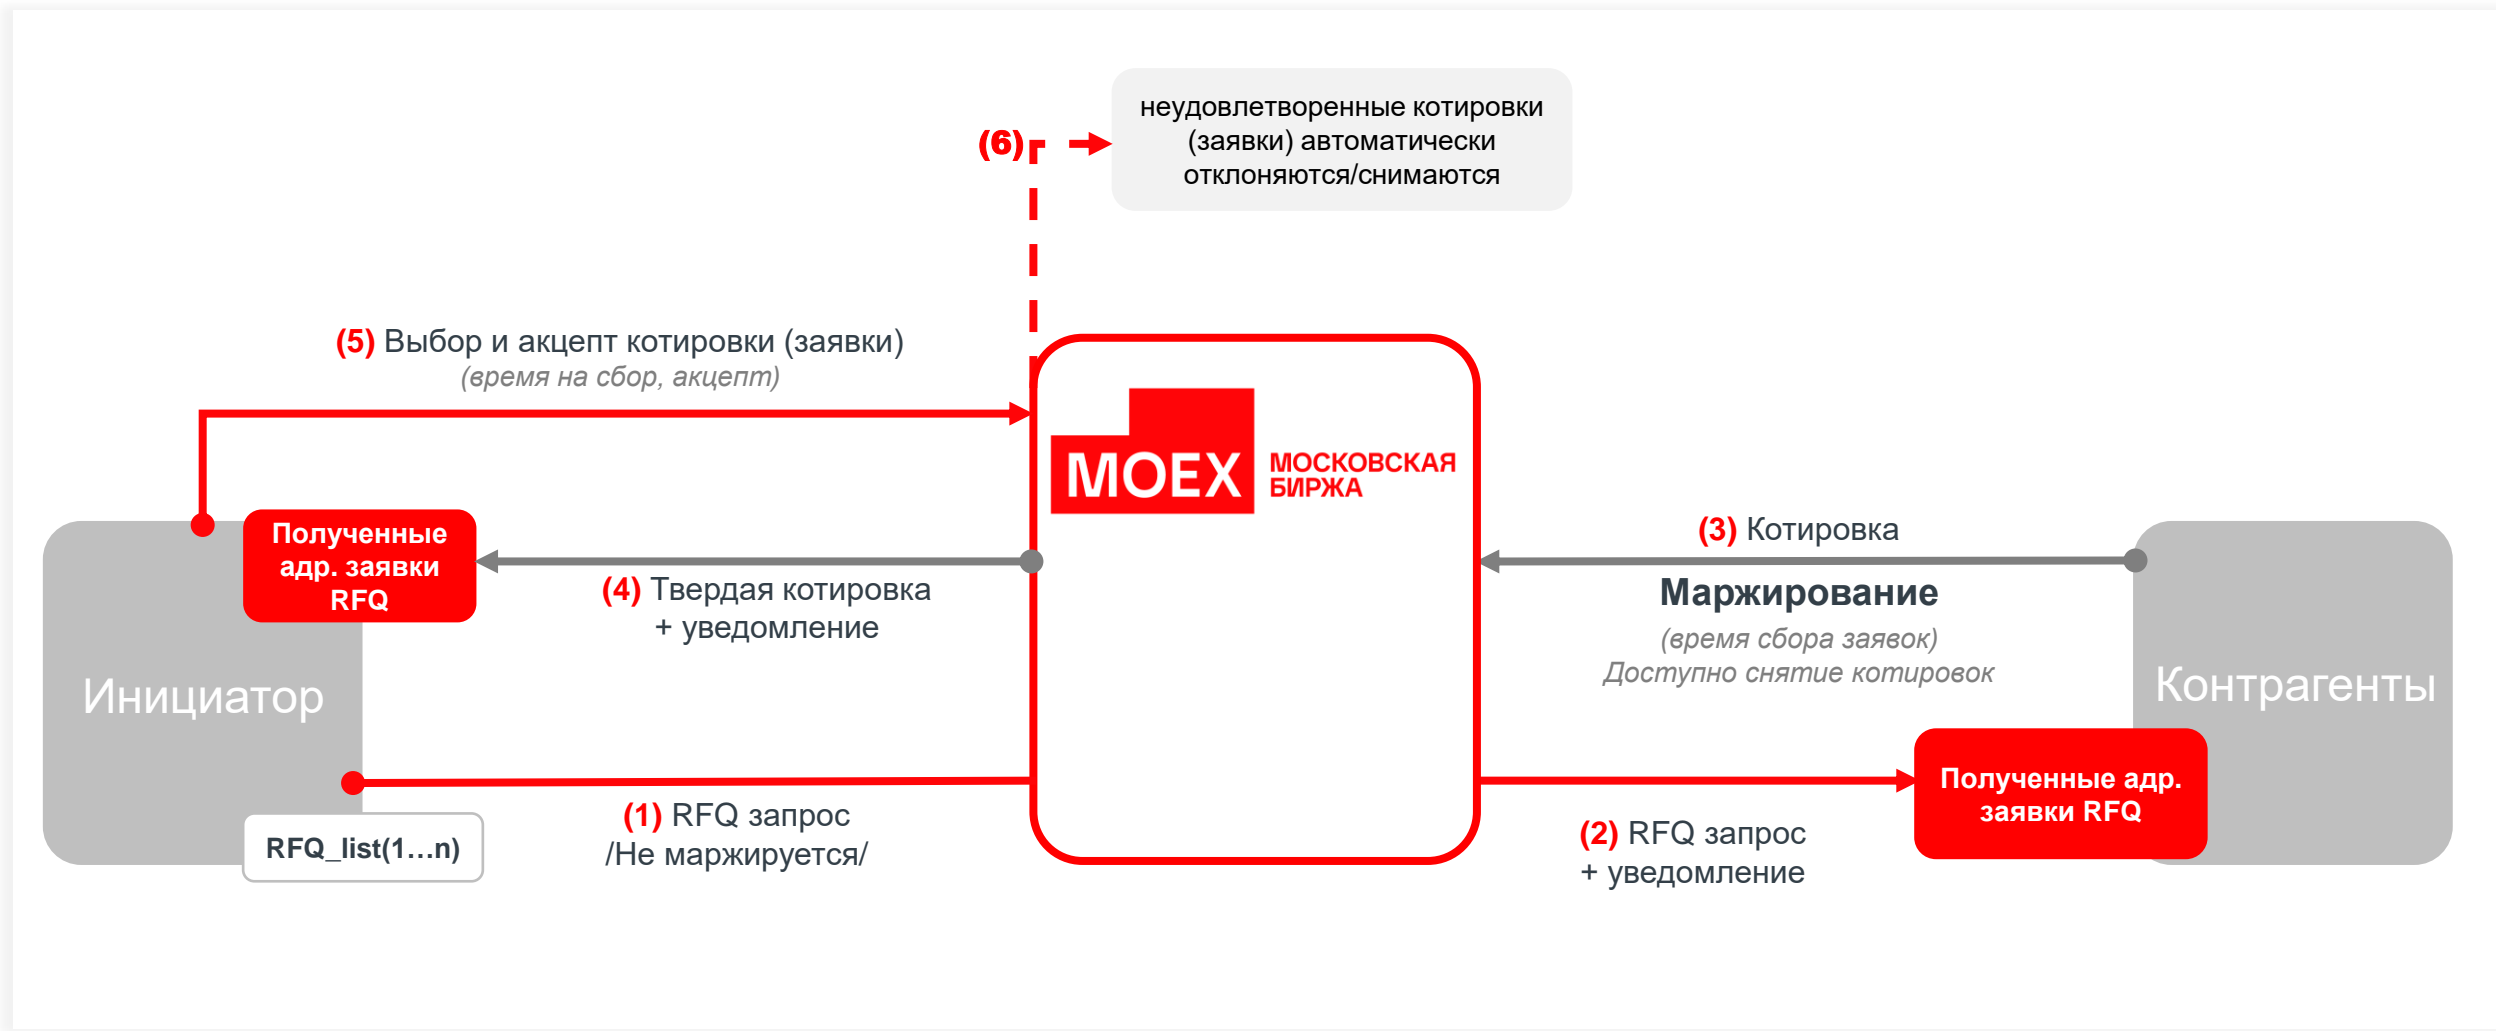 неудовлетворенные котировки
(заявки) автоматически
отклоняются/снимаются
(6)
(5) Выбор и акцепт котировки (заявки)
(время на сбор, акцепт)
MOEX
МОСКОВСКАЯ
БИРЖА
Полученные
адр. заявки
RFQ
(4) Твердая котировка
+ уведомление
(3) Котировка
Маржирование
(время сбора заявок)
Доступно снятие котировок
Инициатор
Контрагенты
RFQ_list(1...n)
(1) RFQ запрос
/Не маржируется/
(2) RFQ запрос
+ уведомление
Полученные адр.
заявки RFQ